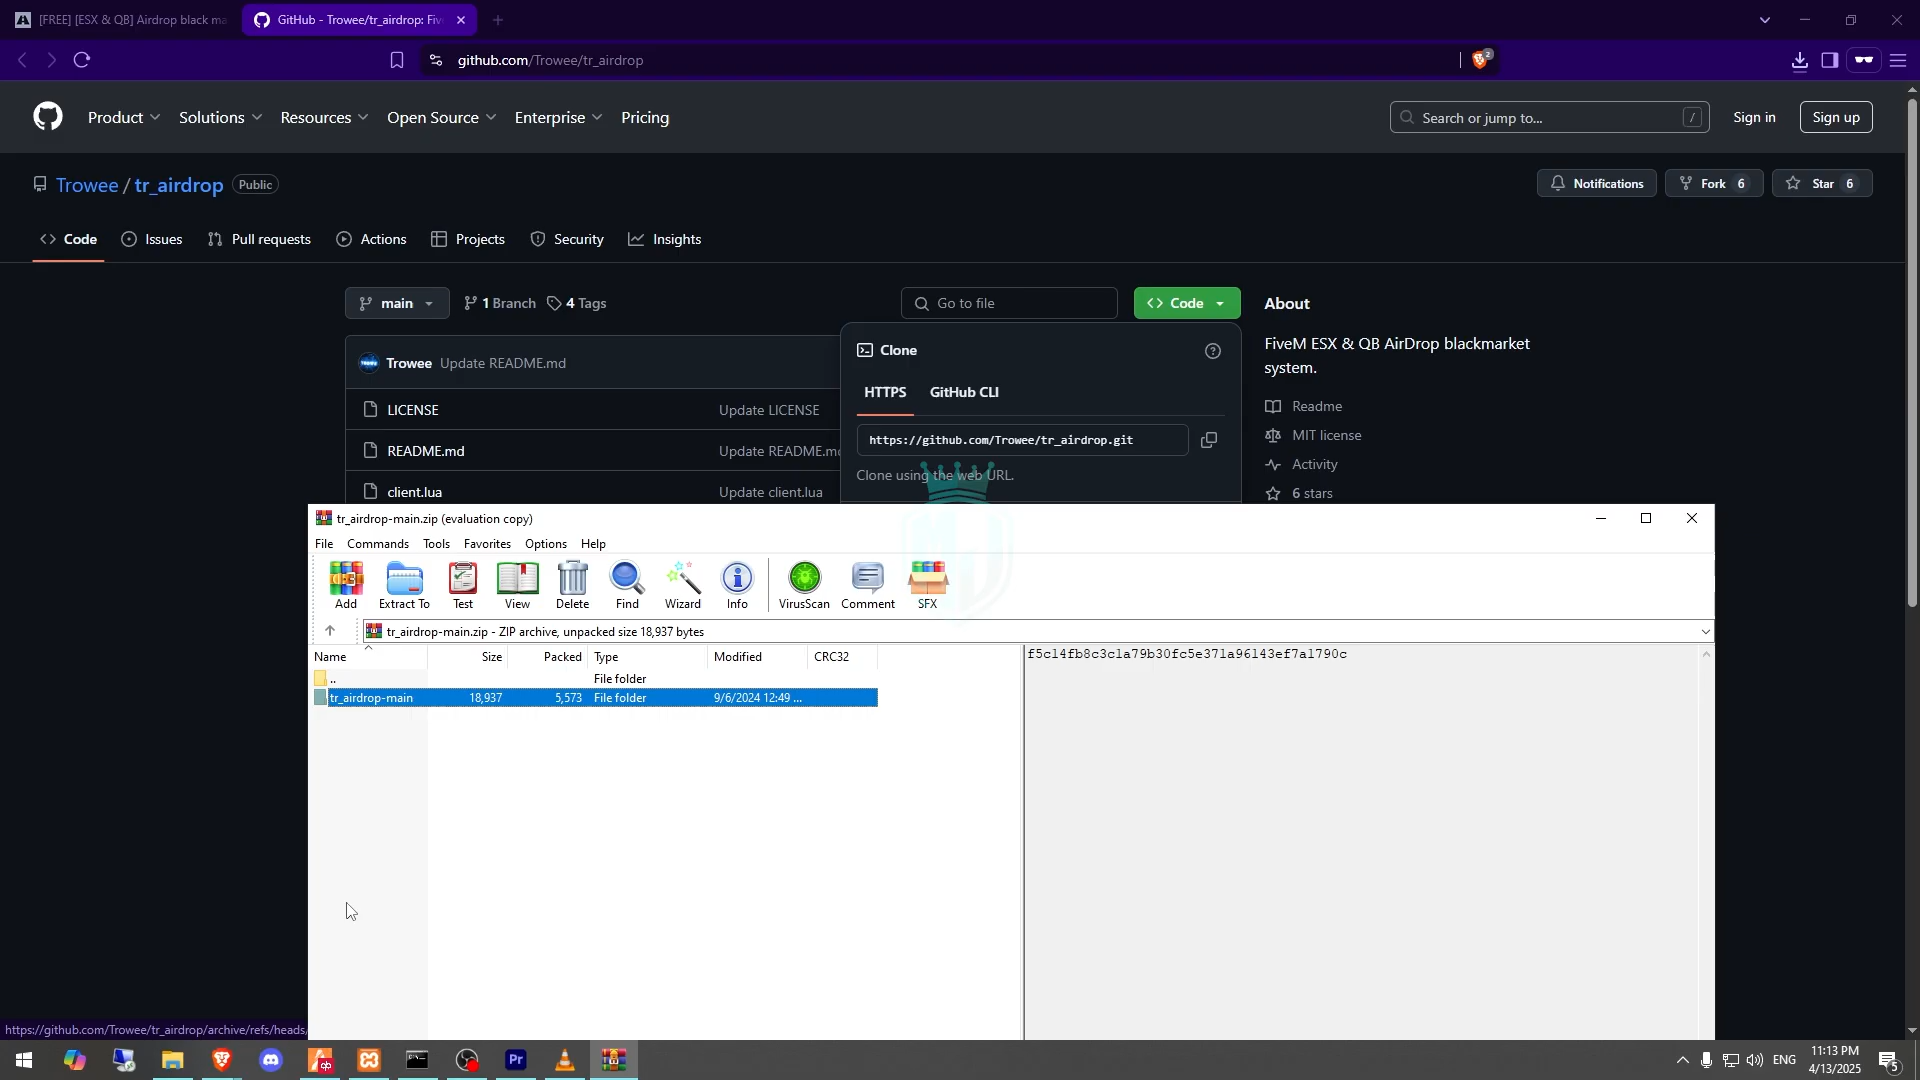 [FREE] [ESX & QB] Airdrop black ma
GitHub - Trowee/tr_airdrop: Five
github.com/Trowee/tr_airdrop
2
Product
Solutions
Resources
Open Source
Enterprise
Pricing
Search or jump to...
/
Sign in
Sign up
Trowee / tr_airdrop
Public
Notifications
Fork 6
Star 6
Code
Issues
Pull requests
Actions
Projects
Security
Insights
main
1 Branch
4 Tags
Go to file
Code
About
Trowee Update README.md
Clone
FiveM ESX & QB AirDrop blackmarket
system.
HTTPS
GitHub CLI
LICENSE
Update LICENSE
Readme
https://github.com/Trowee/tr_airdrop.git
MIT license
README.md
Update README.md
Clone using the web URL.
Activity
client.lua
Update client.lua
6 stars
tr_airdrop-main.zip (evaluation copy)
File Commands Tools Favorites Options Help
Add
Extract To
Test
View
Delete
Find
Wizard
Info
VirusScan
Comment
SFX
tr_airdrop-main.zip - ZIP archive, unpacked size 18,937 bytes
Name Size Packed Type Modified CRC32
f5c14fb8c3c1a79b30fc5e371a96143ef7a1790c
.. File folder
tr_airdrop-main 18,937 5,573 File folder 9/6/2024 12:49 ...
https://github.com/Trowee/tr_airdrop/archive/refs/heads/
Pr
ENG
11:13 PM
4/13/2025
5